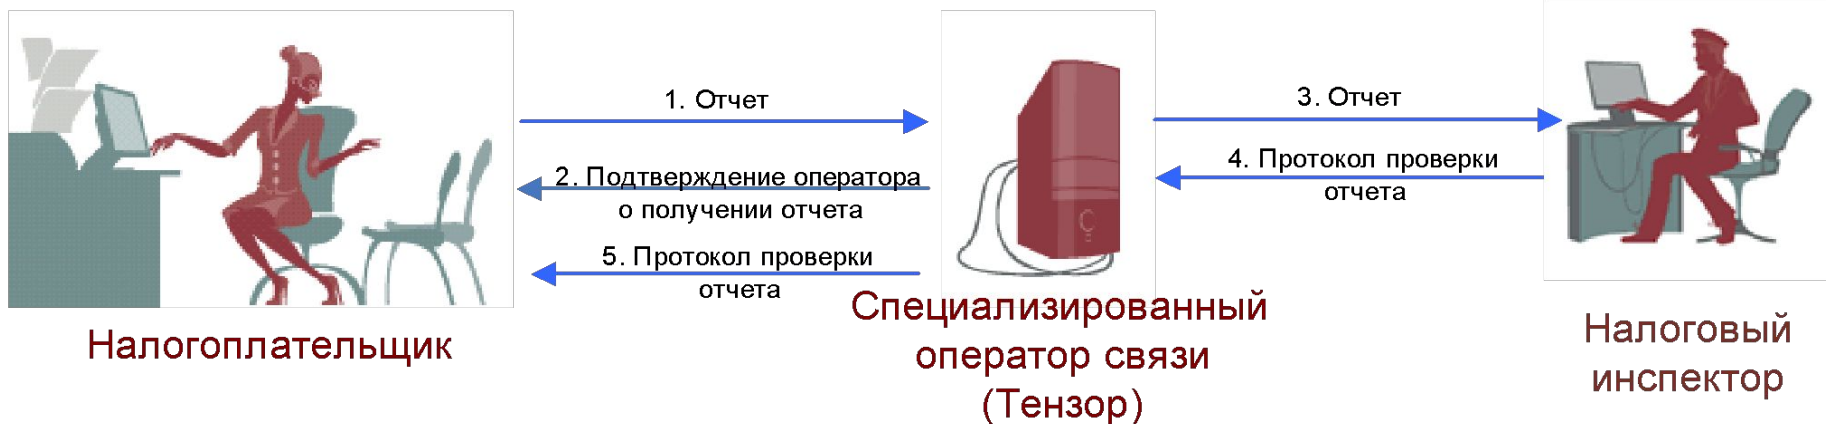 1. Отчет
2. Подтверждение оператора
о получении отчета
5. Протокол проверки
отчета
3. Отчет
4. Протокол проверки
отчета
Налогоплательщик
Специализированный
оператор связи
(Тензор)
Налоговый
инспектор